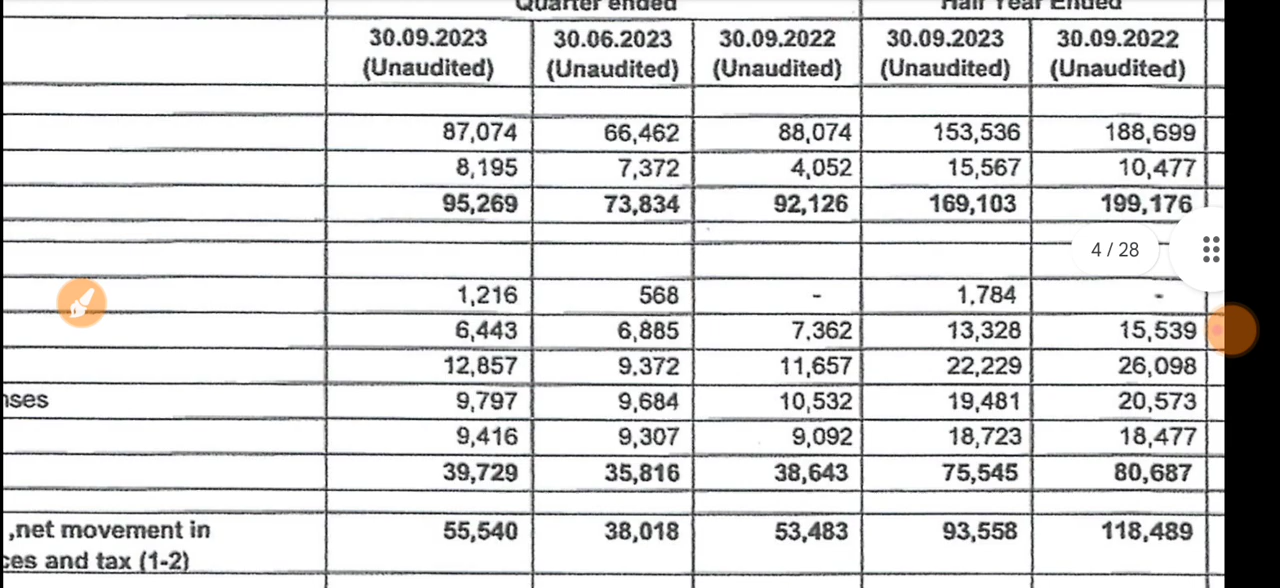 Quarter ended Half Year Ended
30.09.2023 30.06.2023 30.09.2022 30.09.2023 30.09.2022
(Unaudited) (Unaudited) (Unaudited) (Unaudited) (Unaudited)
87,074 66,462 88,074 153,536 188,699
8,195 7,372 4,052 15,567 10,477
95,269 73,834 92,126 169,103 199,176
4 / 28
1,216 568 - 1,784 -
6,443 6,885 7,362 13,328 15,539
12,857 9,372 11,657 22,229 26,098
nses 9,797 9,684 10,532 19,481 20,573
9,416 9,307 9,092 18,723 18,477
39,729 35,816 38,643 75,545 80,687
,net movement in 55,540 38,018 53,483 93,558 118,489
ces and tax (1-2)